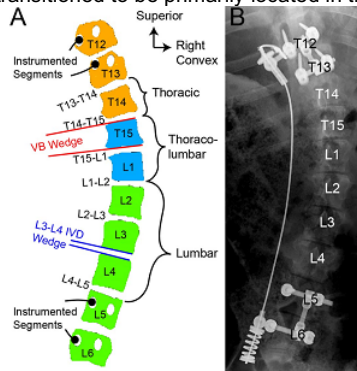 transitioned to be primarily located in t
A
Superior
Right
Convex
T12
Instrumented
Segments
T13
T13-T14
T14
Thoracic
T14-T15
VB Wedge
T15
T15-L1
Thoraco-
lumbar
L1
L1-L2
L2
L2-L3
L3-L4 IVD
Wedge
L3
Lumbar
L4
L4-L5
Instrumented
Segments
L5
L6
B
T12
T13
T14
T15
L1
L2
L3
L4
L5
L6